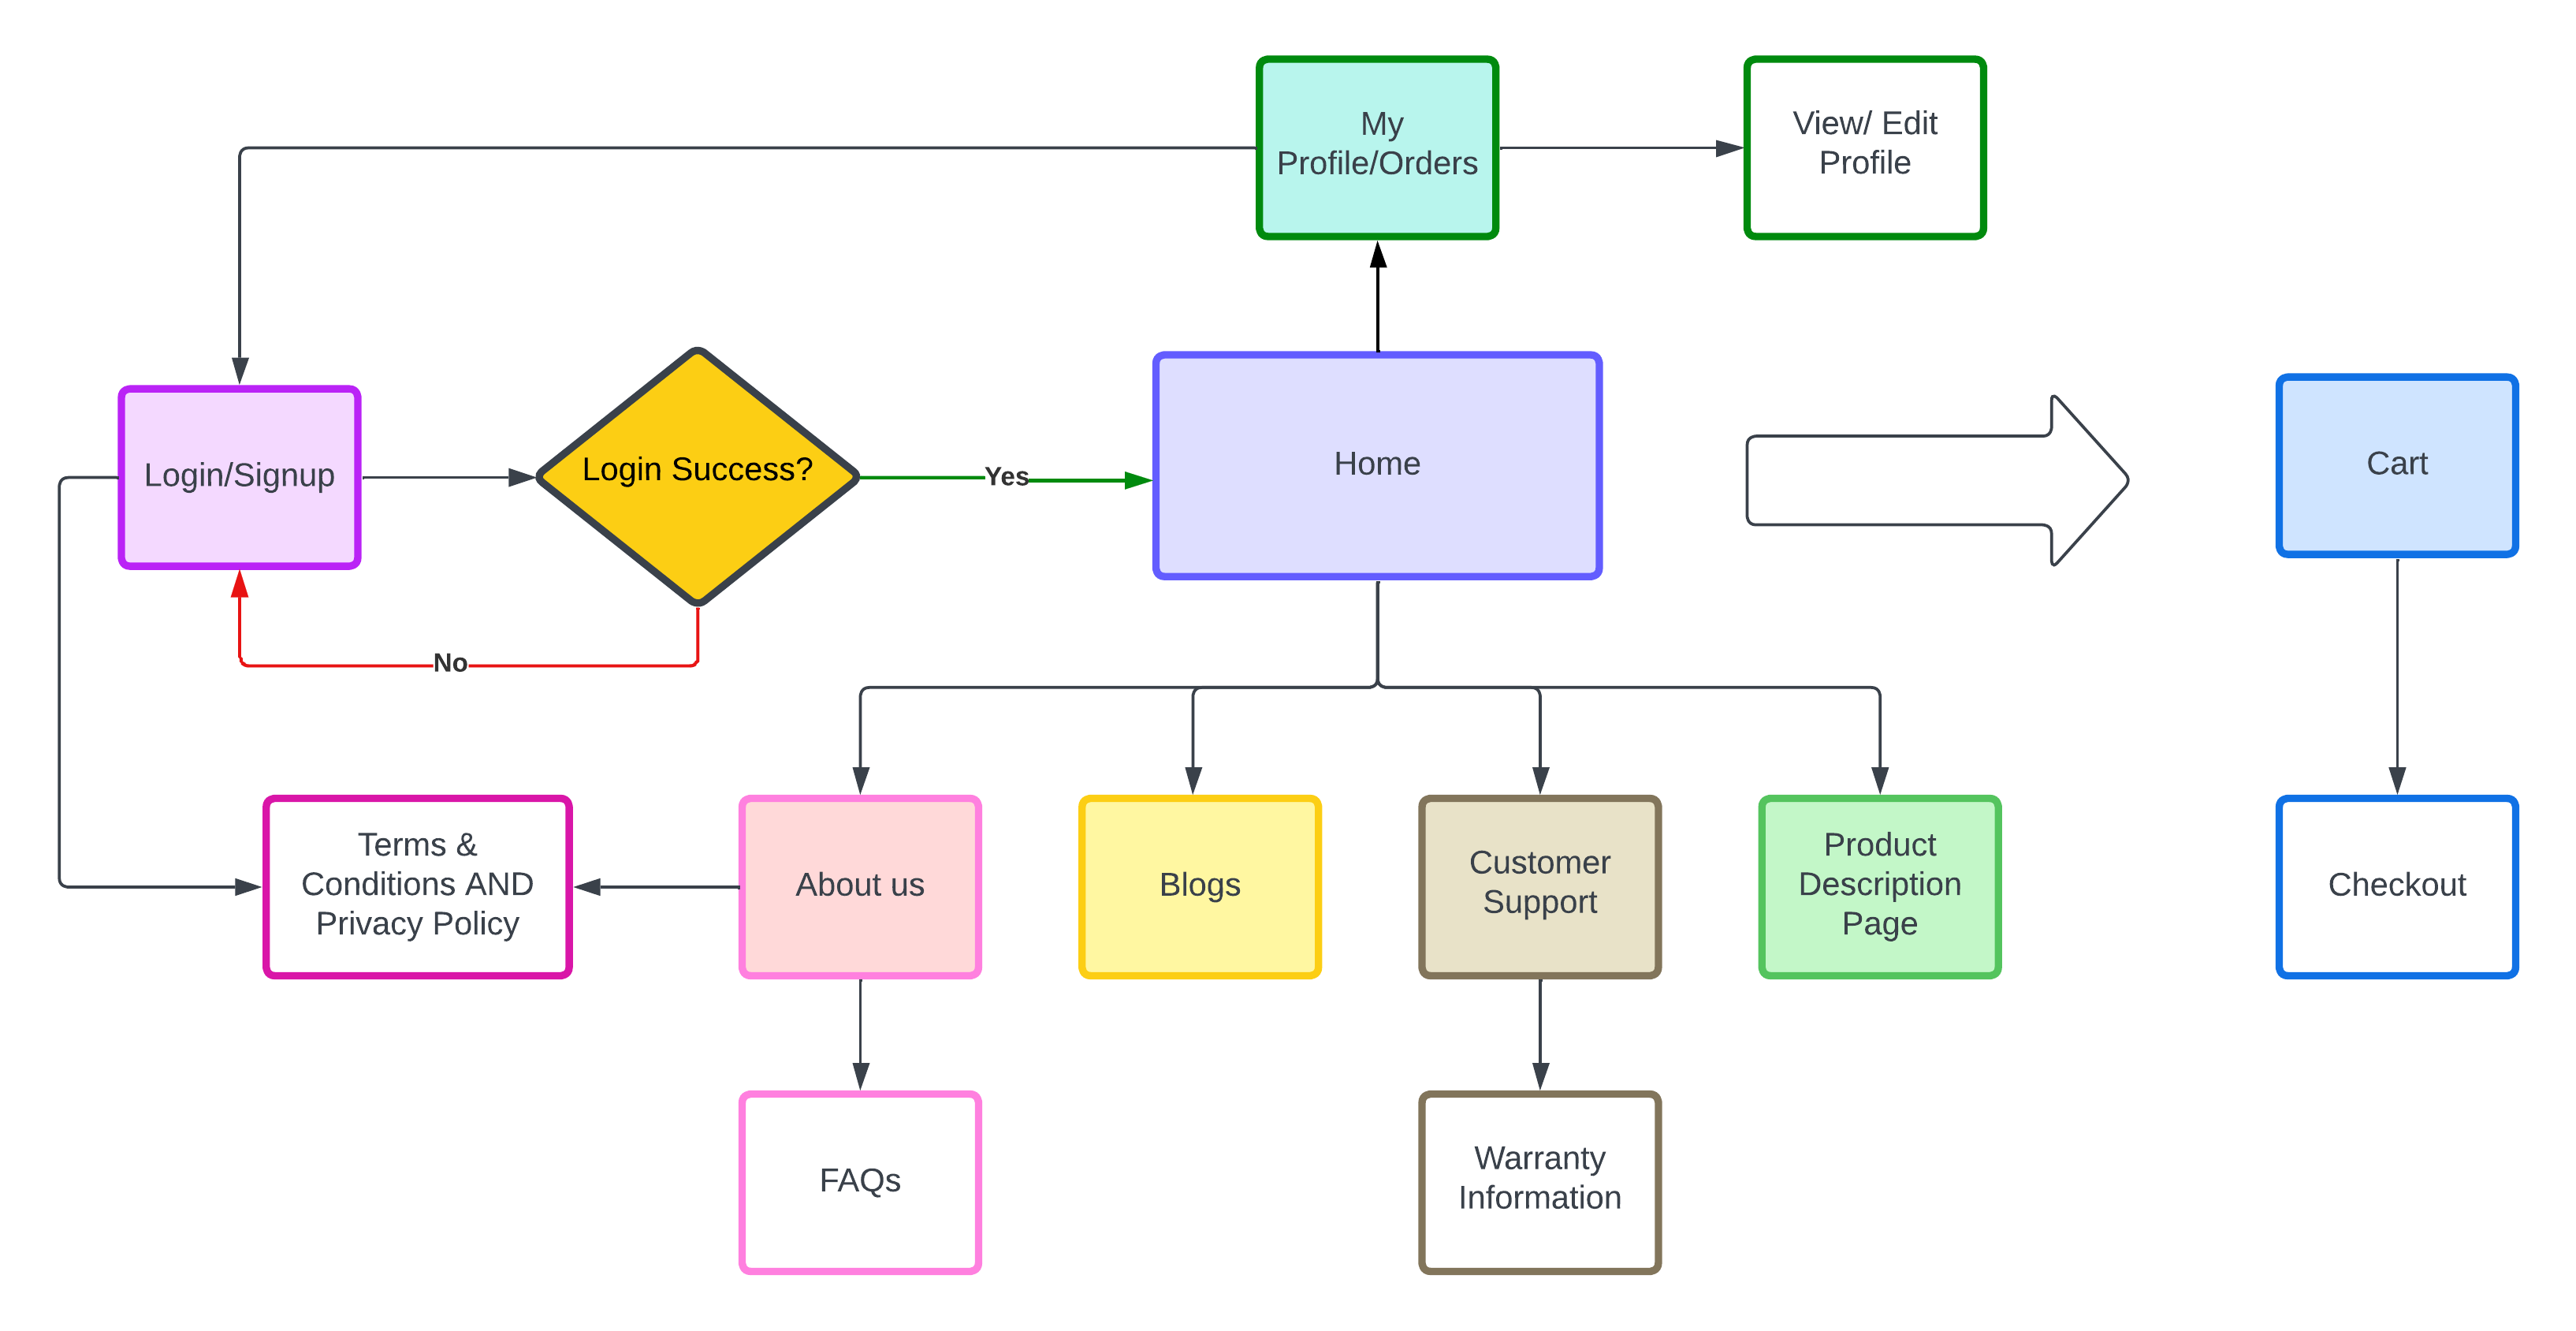 My
Profile/Orders
View/ Edit
Profile
Login/Signup
Login Success?
Yes
Home
Cart
No
Terms &
Conditions AND
Privacy Policy
About us
Blogs
Customer
Support
Product
Description
Page
Checkout
FAQs
Warranty
Information